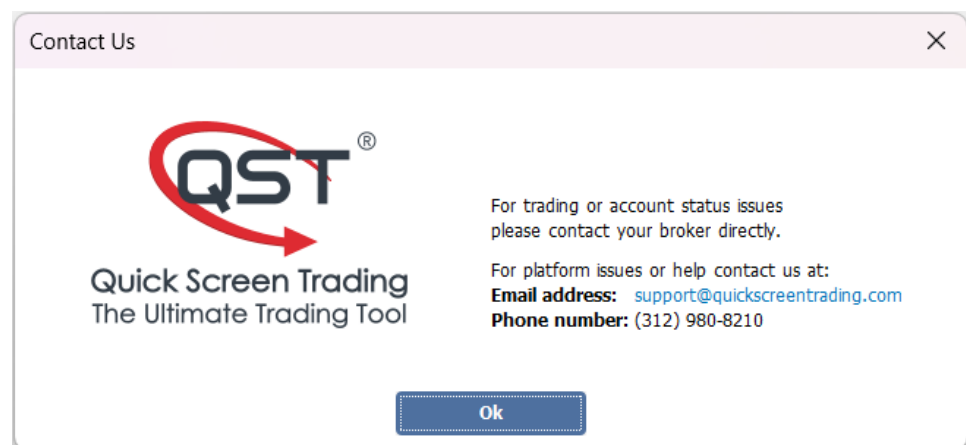 Contact Us
QST®
Quick Screen Trading
The Ultimate Trading Tool
For trading or account status issues
please contact your broker directly.
For platform issues or help contact us at:
Email address: support@quickscreentrading.com
Phone number: (312) 980-8210
Ok